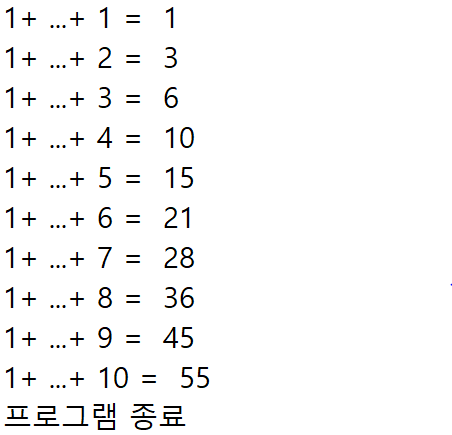 1+ ...+ 1 = 1
1+ ...+ 2 = 3
1+ ...+ 3 = 6
1+ ...+ 4 = 10
1+ ...+ 5 = 15
1+ ...+ 6 = 21
1+ ...+ 7 = 28
1+ ...+ 8 = 36
1+ ...+ 9 = 45
1+ ...+ 10 = 55
프로그램 종료